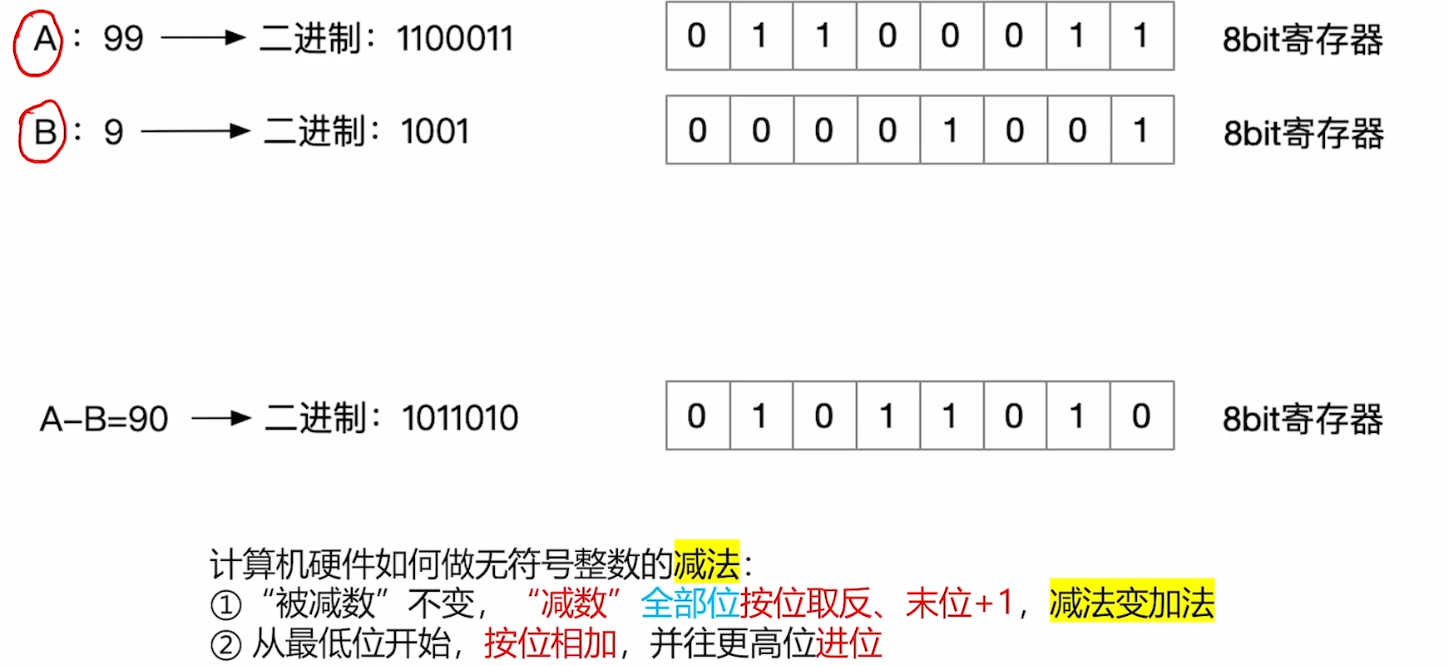 A：99 → 二进制：1100011 0 1 1 0 0 0 1 1 8bit寄存器
B：9 → 二进制：1001 0 0 0 0 1 0 0 1 8bit寄存器
A-B=90 → 二进制：1011010 0 1 0 1 1 0 1 0 8bit寄存器
计算机硬件如何做无符号整数的减法：
①“被减数”不变，“减数”全部位按位取反、末位+1，减法变加法
② 从最低位开始，按位相加，并往更高位进位